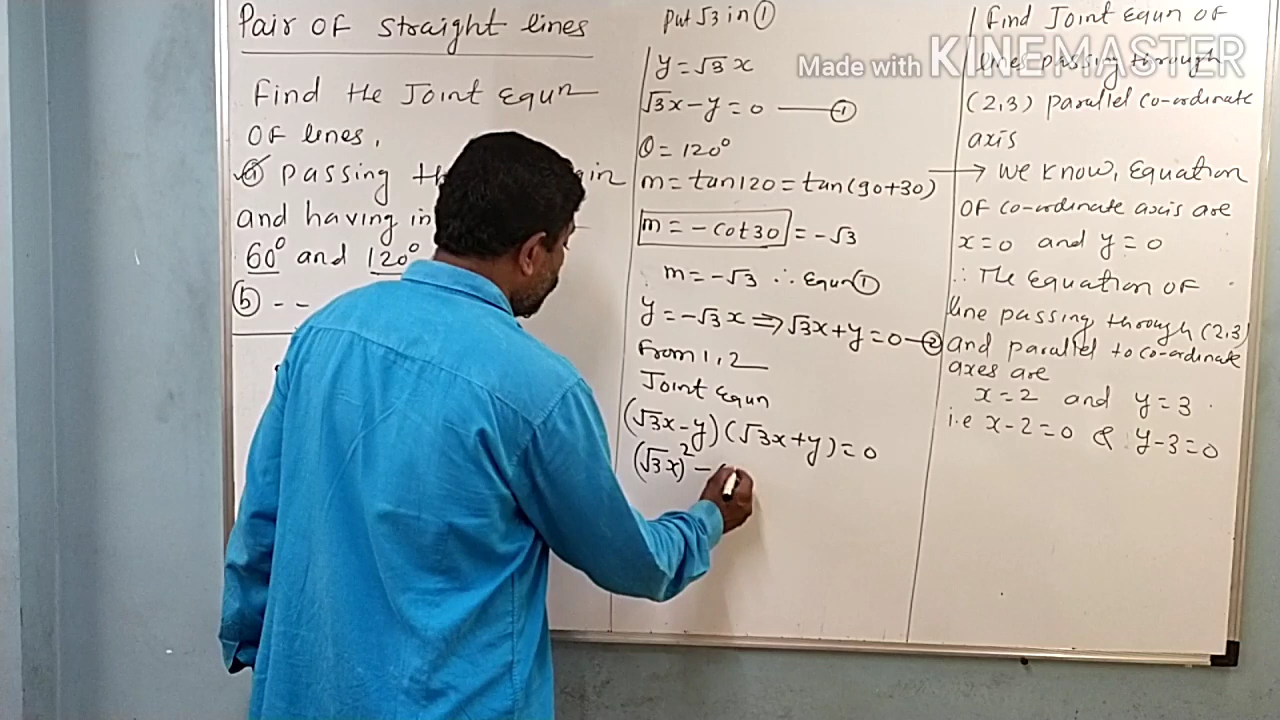 Pair of straight lines
Find the Joint Equn
of lines,
ⓐ passing
and having in
60° and 120°
ⓑ - -
put √3 in ①
y = √3 x
√3x - y = 0 — ①
θ = 120°
m = tan120 = tan(90+30)
m = - cot30 = - √3
m = - √3 ∴ Equn ①
y = - √3 x ⇒ √3x + y = 0 — ②
From 1, 2
Joint Equn
(√3x - y) (√3x + y) = 0
(√3x)² -
Find Joint Equn of
lines passing through
(2,3) parallel co-ordinate
axis
→ we know, Equation
of co-ordinate axis are
x = 0 and y = 0
∴ The Equation of
line passing through (2,3)
and parallel to co-ordinate
axes are
x = 2 and y = 3.
i.e x - 2 = 0 & y - 3 = 0
Made with KINEMASTER